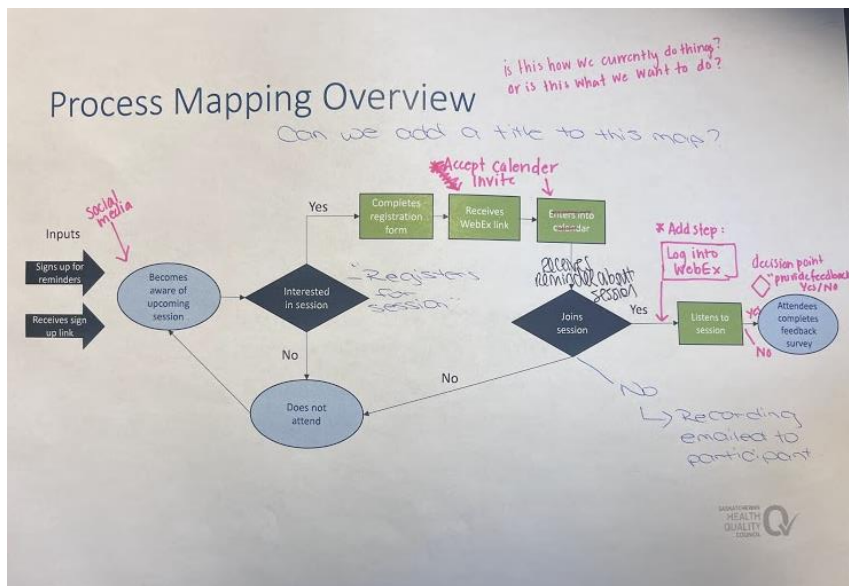 is this how we currently do things?
or is this what we want to do?
Process Mapping Overview
Can we add a title to this map?
*Accept Calender
Invite
social
media
Inputs
Signs up for
reminders
Receives sign
up link
Becomes
aware of
upcoming
session
Interested
in session
Yes
Completes
registration
form
Receives
WebEx link
Enters into
calendar
"Registers
for
session"
receives
reminder about
session
Joins
session
Yes
* Add step:
Log into
WebEx
decision point
"provide feedback
Yes/No
Listens to
session
yes
No
Attendees
completes
feedback
survey
No
Does not
attend
No
No
↳ Recording
emailed to
participant
SASKATCHEWAN
HEALTH
QUALITY
COUNCIL